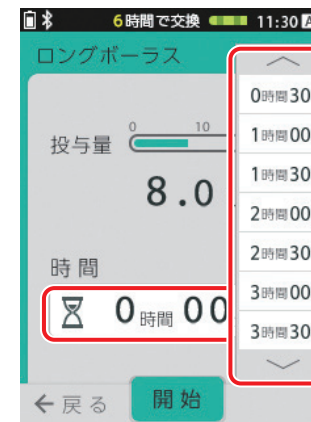 6時間で交換 11:30 A
ロングボーラス
0 10
投与量
8.0
時間
0時間 00
0時間30
1時間00
1時間30
2時間00
2時間30
3時間00
3時間30
←戻る 開始